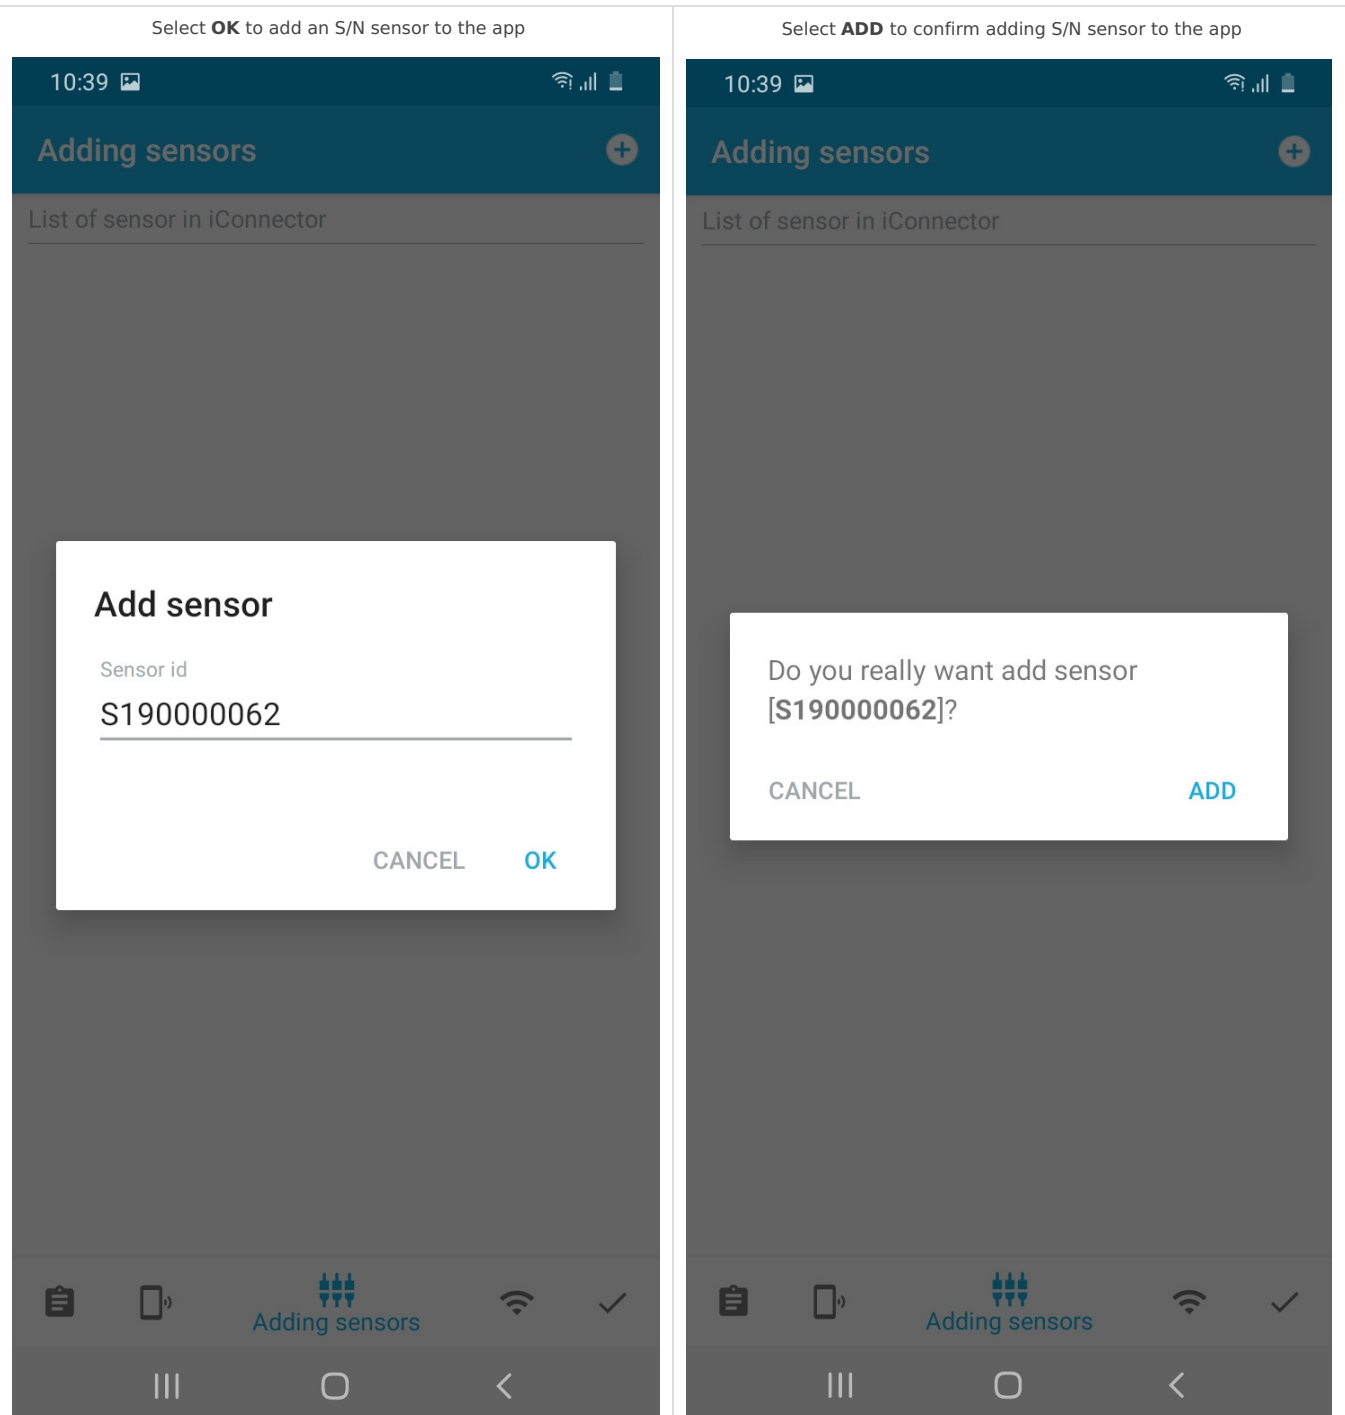 Select OK to add an S/N sensor to the app
10:39
Adding sensors
List of sensor in iConnector
Add sensor
Sensor id
S190000062
CANCEL OK
Adding sensors
Select ADD to confirm adding S/N sensor to the app
10:39
Adding sensors
List of sensor in iConnector
Do you really want add sensor
[S190000062]?
CANCEL ADD
Adding sensors